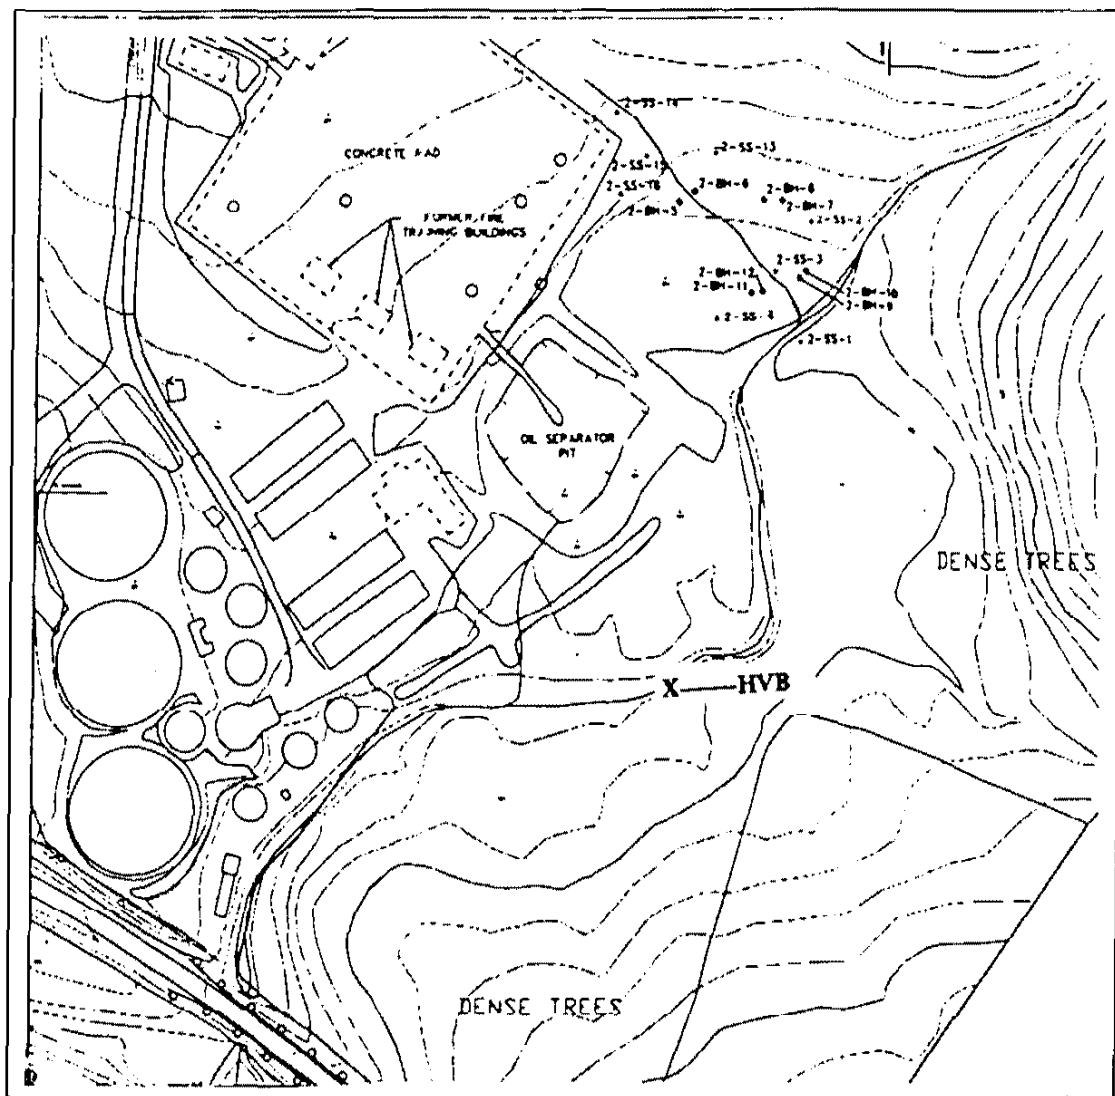 2-SS-14
CONCRETE PAD
2-SS-13
2-SS-15
2-SS-16
2-BH-6
2-BH-8
2-BH-7
2-BH-5
2-SS-2
FORMER FIRE
TRAINING BUILDINGS
2-SS-3
2-BH-12
2-BH-11
2-BH-10
2-BH-9
2-SS-4
2-SS-1
OIL SEPARATOR
PIT
DENSE TREES
X HVB
DENSE TREES